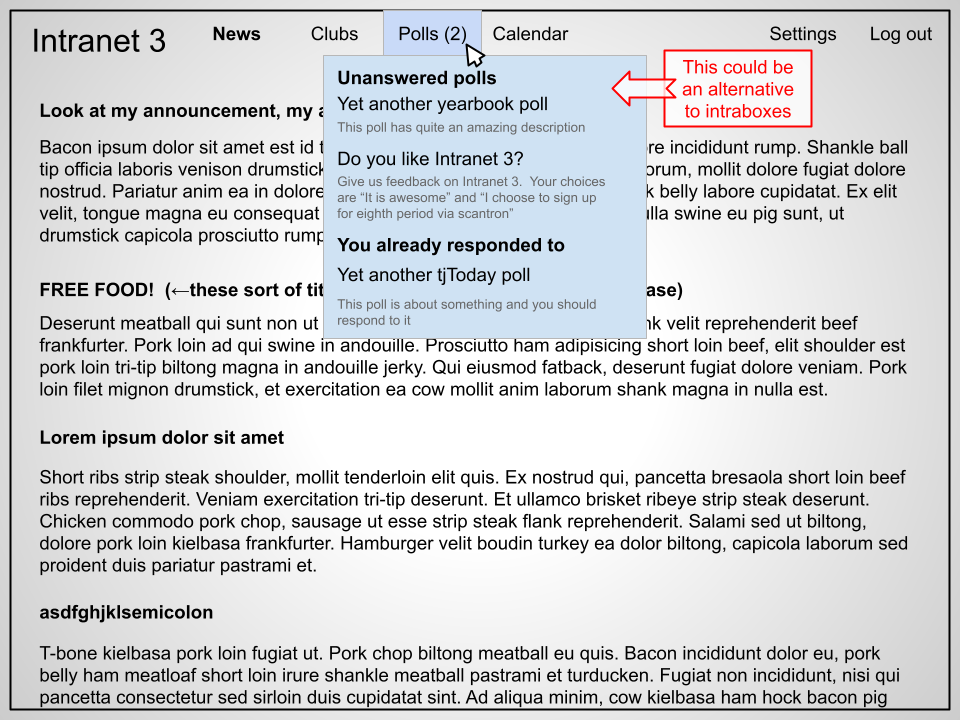 Intranet 3
News Clubs Polls (2) Calendar Settings Log out
This could be
an alternative
to intraboxes
Unanswered polls
Yet another yearbook poll
This poll has quite an amazing description
Do you like Intranet 3?
Give us feedback on Intranet 3.  Your choices
are “It is awesome” and “I choose to sign up
for eighth period via scantron”
You already responded to
Yet another tjToday poll
This poll is about something and you should
respond to it
Look at my announcement, my
Bacon ipsum dolor sit amet est id incididunt rump. Shankle ball
tip officia laboris venison drumstick mollit dolore fugiat dolore
nostrud. Pariatur anim ea in dolore belly labore cupidatat. Ex elit
velit, tongue magna eu consequat swine eu pig sunt, ut
drumstick capicola prosciutto rump
FREE FOOD!  (←these sort of
Deserunt meatball qui sunt non ut velit reprehenderit beef
frankfurter. Pork loin ad qui swine in andouille. Prosciutto ham adipisicing short loin beef, elit shoulder est
pork loin tri-tip biltong magna in andouille jerky. Qui eiusmod fatback, deserunt fugiat dolore veniam. Pork
loin filet mignon drumstick, et exercitation ea cow mollit anim laborum shank magna in nulla est.
Lorem ipsum dolor sit amet
Short ribs strip steak shoulder, mollit tenderloin elit quis. Ex nostrud qui, pancetta bresaola short loin beef
ribs reprehenderit. Veniam exercitation tri-tip deserunt. Et ullamco brisket ribeye strip steak deserunt.
Chicken commodo pork chop, sausage ut esse strip steak flank reprehenderit. Salami sed ut biltong,
dolore pork loin kielbasa frankfurter. Hamburger velit boudin turkey ea dolor biltong, capicola laborum sed
proident duis pariatur pastrami et.
asdfghjklsemicolon
T-bone kielbasa pork loin fugiat ut. Pork chop biltong meatball eu quis. Bacon incididunt dolor eu, pork
belly ham meatloaf short loin irure shankle meatball pastrami et turducken. Fugiat non incididunt, nisi qui
pancetta consectetur sed sirloin duis cupidatat sint. Ad aliqua minim, cow kielbasa ham hock bacon pig